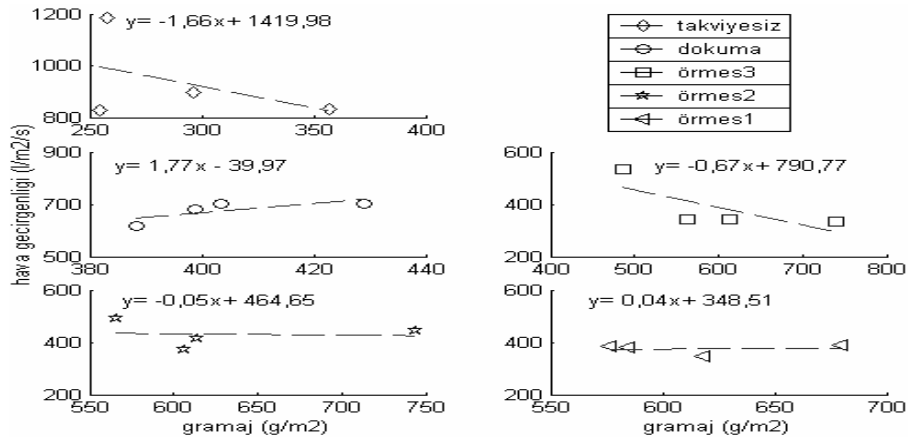 hava gecirgenligi (l/m2/s)
1200
1000
800
250 300 350 400
y= -1,66x+ 1419,98
takviyesiz
dokuma
örmes3
örmes2
örmes1
900
700
500
380 400 420 440
y= 1,77x - 39,97
600
400
200
400 500 600 700 800
y= -0,67x+ 790,77
600
400
200
550 600 650 700 750
y= -0,05x+ 464,65
gramaj (g/m2)
600
400
200
550 600 650 700
y= 0,04x+ 348,51
gramaj (g/m2)